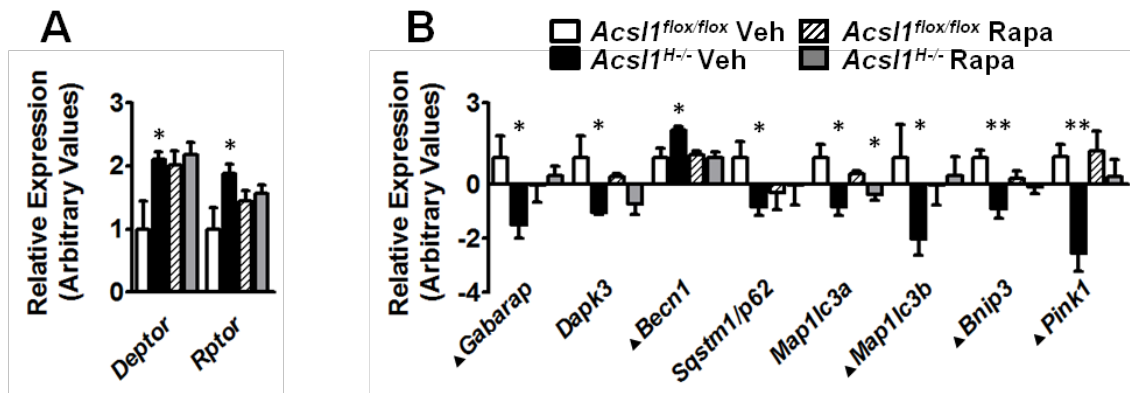 A
B
Acsl1flox/flox Veh
Acsl1flox/flox Rapa
Acsl1H-/- Veh
Acsl1H-/- Rapa
Relative Expression
(Arbitrary Values)
3
2
1
0
*
*
Deptor
Rptor
Relative Expression
(Arbitrary Values)
3
0
-2
-4
*
*
*
*
*
*
*
**
**
▲Gabarap
Dapk3
▲Becn1
Sqstm1/p62
Map1lc3a
▲Map1lc3b
▲Bnip3
▲Pink1